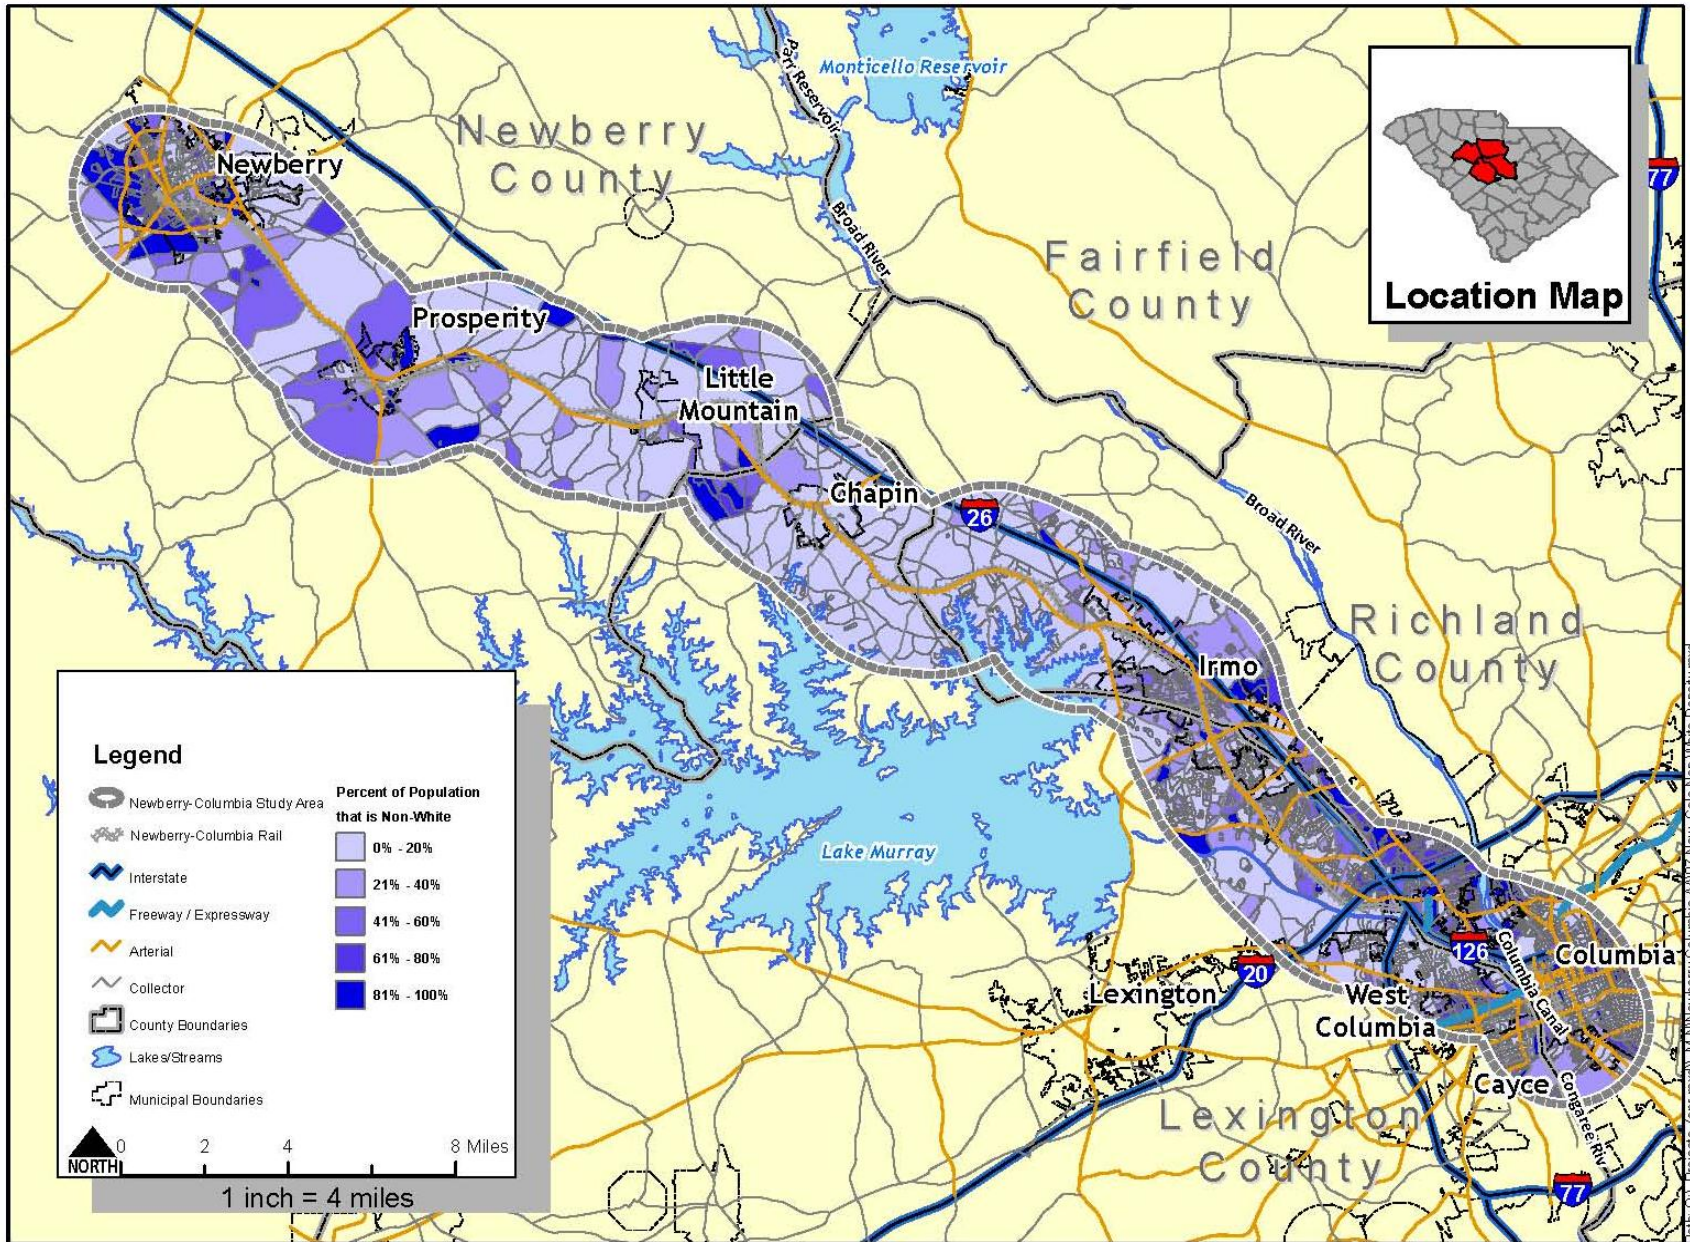 Monticello Reservoir
Parr Reservoir
Newberry
County
Newberry
Broad River
Fairfield
County
Location Map
77
Prosperity
Little
Mountain
Chapin
26
Broad River
Richland
County
Irmo
Lake Murray
Lexington
20
126
Columbia
Columbia Canal
West
Columbia
Cayce
Congaree Riv
Lexington
County
77
Legend
Newberry-Columbia Study Area
Newberry-Columbia Rail
Interstate
Freeway / Expressway
Arterial
Collector
County Boundaries
Lakes/Streams
Municipal Boundaries
Percent of Population
that is Non-White
0% - 20%
21% - 40%
41% - 60%
61% - 80%
81% - 100%
NORTH
0 2 4 8 Miles
1 inch = 4 miles